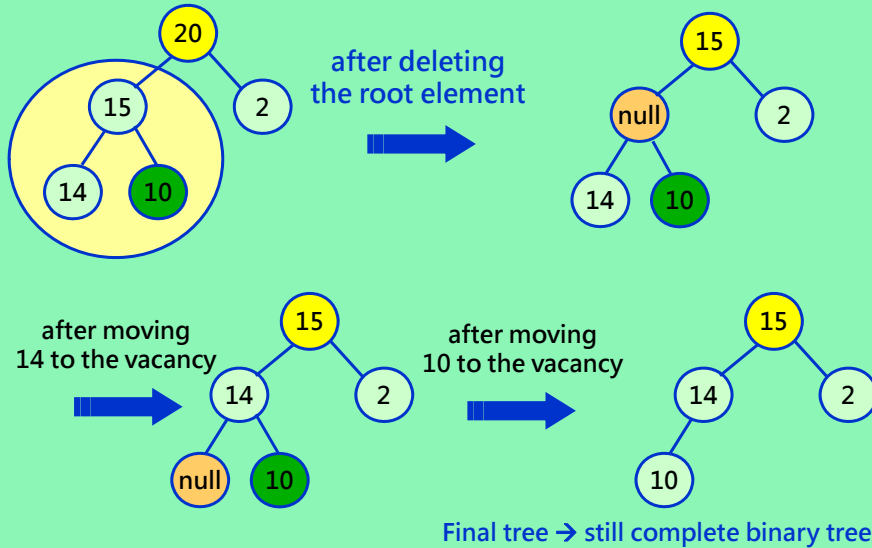 20
after deleting
the root element
15
15
2
null
2
14
10
14
10
after moving
14 to the vacancy
15
after moving
10 to the vacancy
15
14
2
14
2
null
10
10
Final tree → still complete binary tree